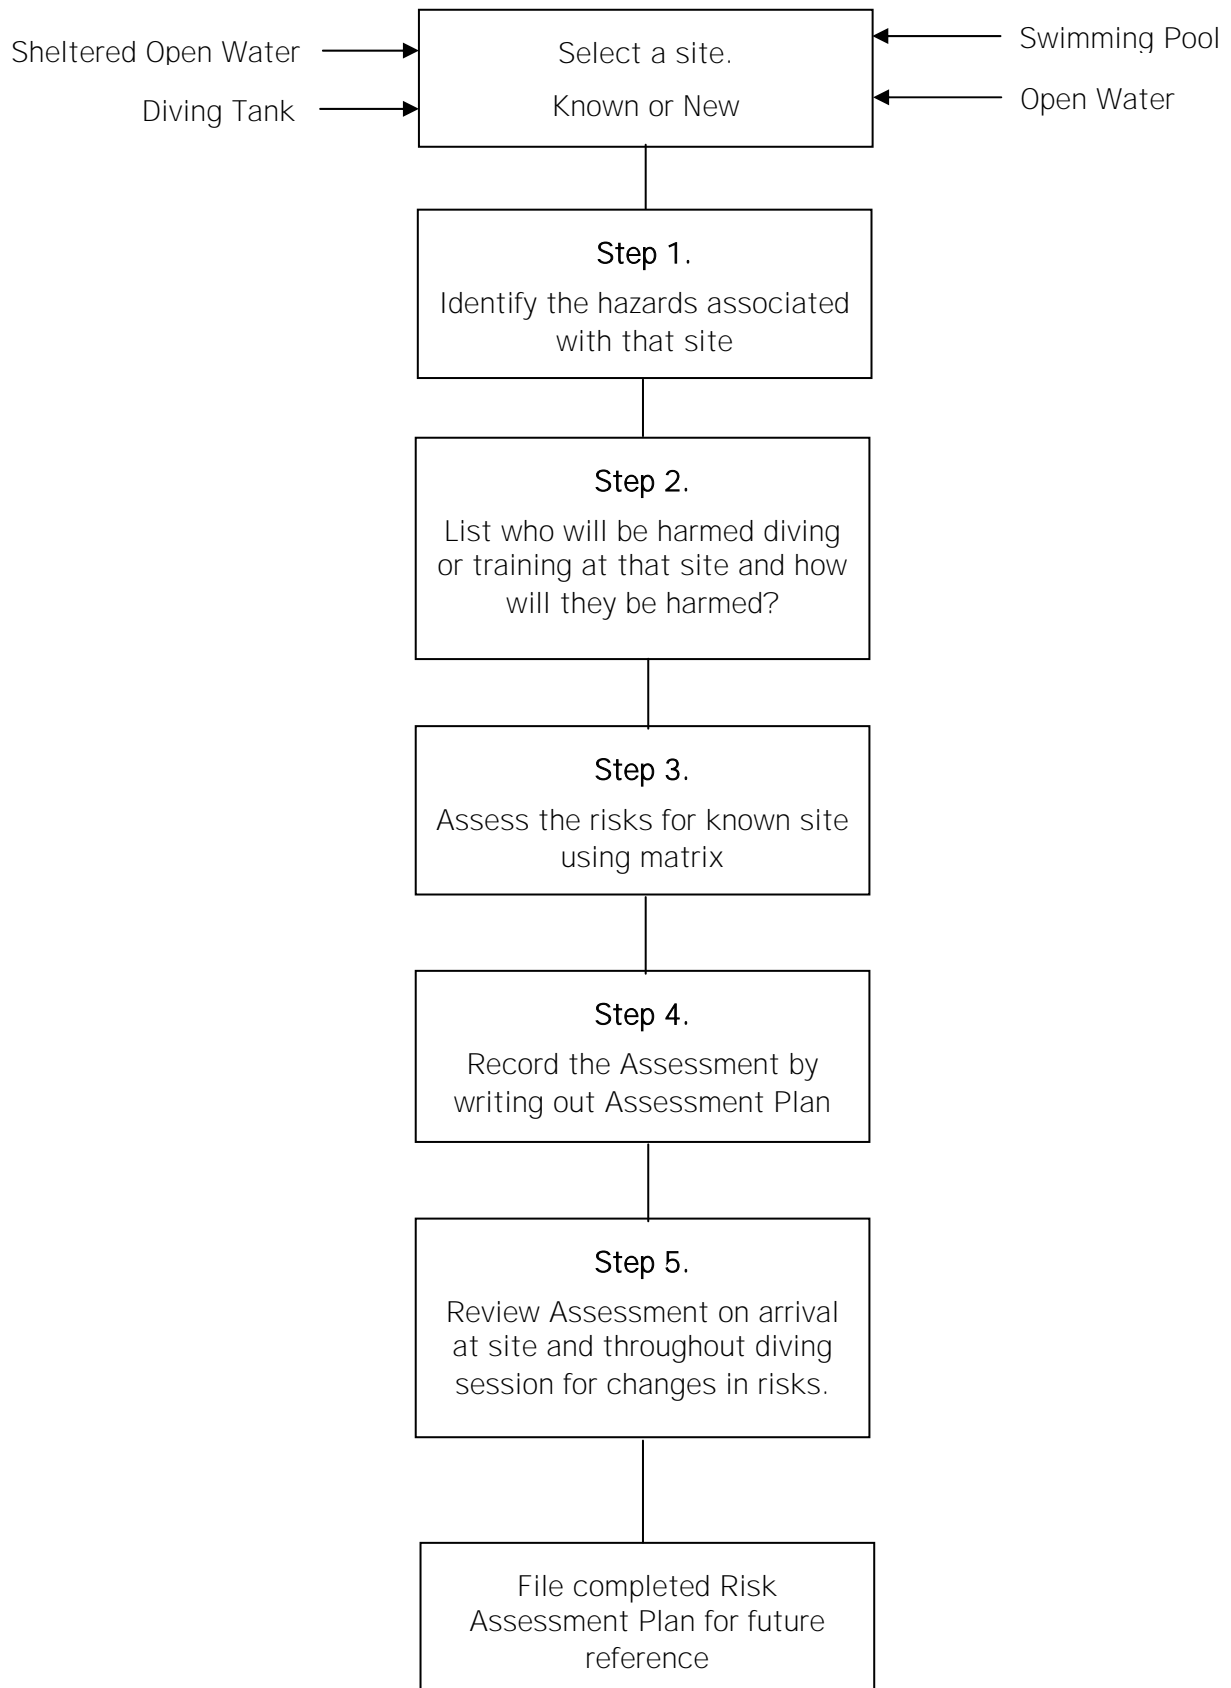 Sheltered Open Water
Diving Tank
Select a site.
Known or New
Swimming Pool
Open Water
Step 1.
Identify the hazards associated
with that site
Step 2.
List who will be harmed diving
or training at that site and how
will they be harmed?
Step 3.
Assess the risks for known site
using matrix
Step 4.
Record the Assessment by
writing out Assessment Plan
Step 5.
Review Assessment on arrival
at site and throughout diving
session for changes in risks.
File completed Risk
Assessment Plan for future
reference